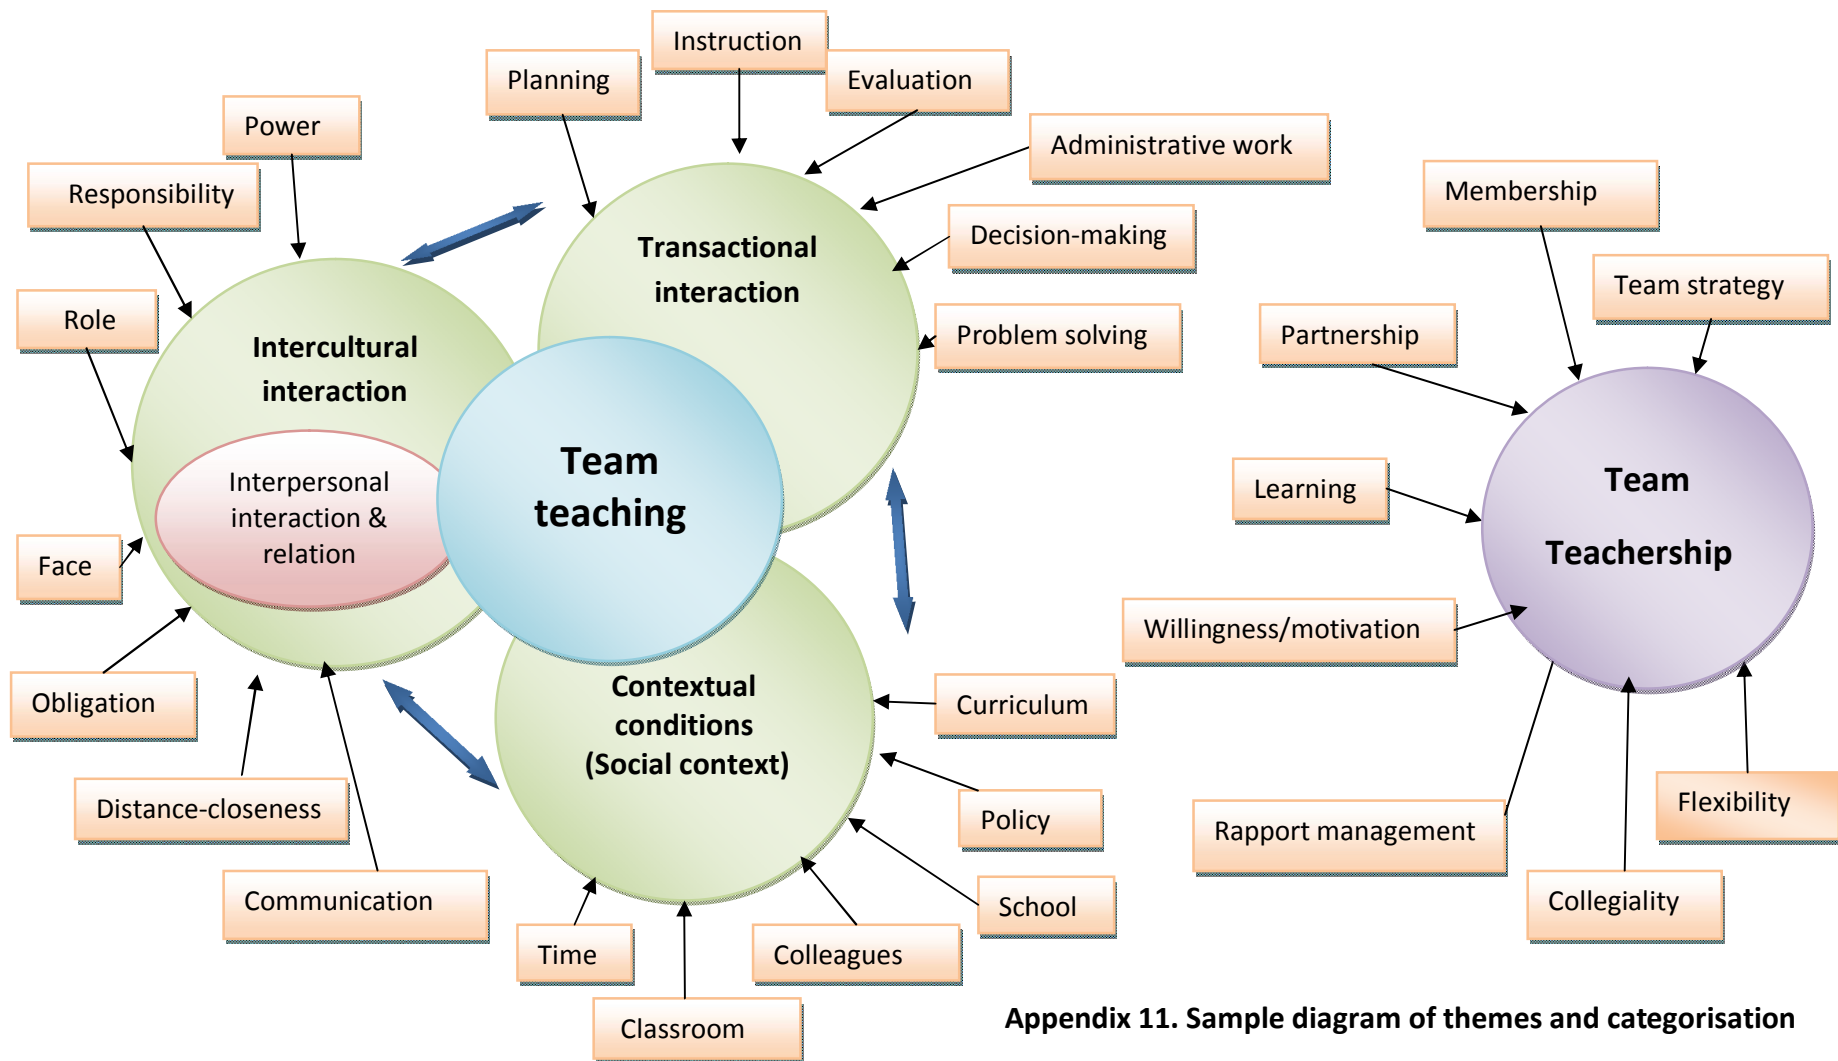 Instruction
Planning
Evaluation
Power
Administrative work
Responsibility
Membership
Decision-making
Transactional
interaction
Team strategy
Role
Intercultural
interaction
Problem solving
Partnership
Team
teaching
Interpersonal
interaction &
relation
Learning
Team
Teachership
Face
Willingness/motivation
Obligation
Contextual
conditions
(Social context)
Curriculum
Distance-closeness
Policy
Rapport management
Flexibility
Communication
School
Collegiality
Time
Colleagues
Classroom
Appendix 11. Sample diagram of themes and categorisation